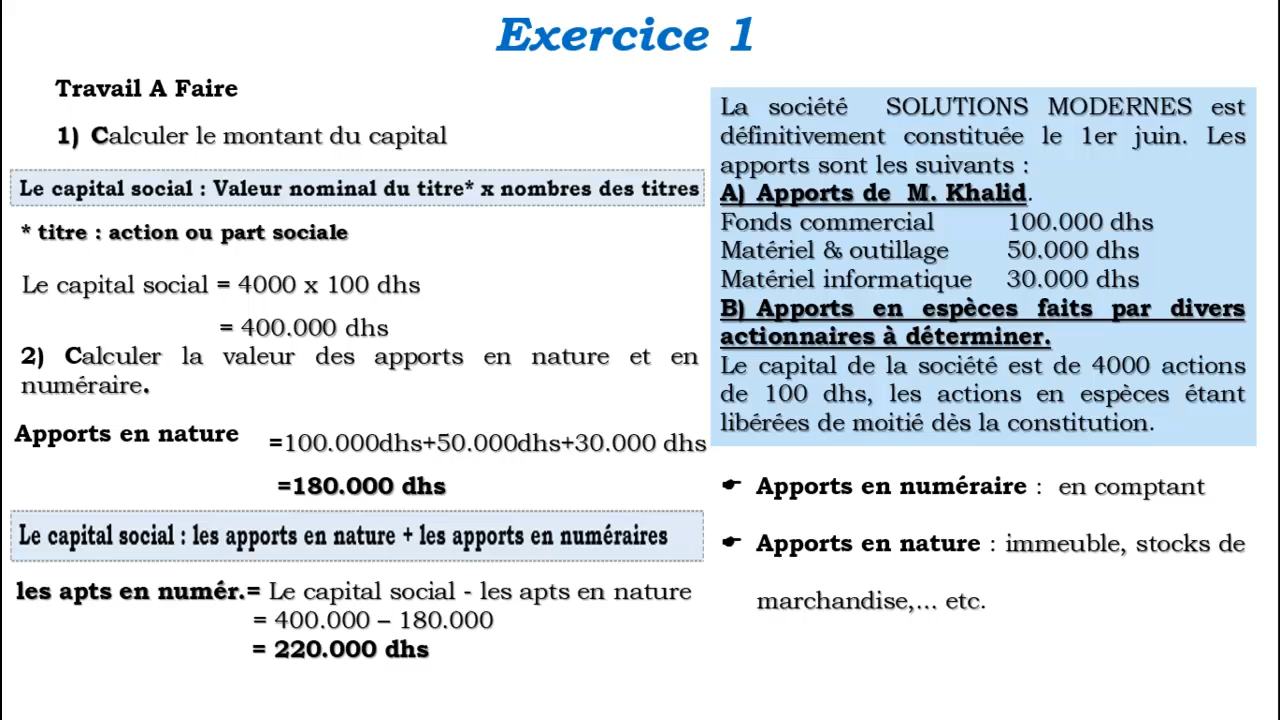 Exercice 1
Travail A Faire
1) Calculer le montant du capital
Le capital social : Valeur nominal du titre* x nombres des titres
* titre : action ou part sociale
Le capital social = 4000 x 100 dhs
= 400.000 dhs
2) Calculer la valeur des apports en nature et en
numéraire.
Apports en nature =100.000dhs+50.000dhs+30.000 dhs
=180.000 dhs
Le capital social : les apports en nature + les apports en numéraires
les apts en numér.= Le capital social - les apts en nature
= 400.000 – 180.000
= 220.000 dhs
La société SOLUTIONS MODERNES est
définitivement constituée le 1er juin. Les
apports sont les suivants :
A) Apports de M. Khalid.
Fonds commercial 100.000 dhs
Matériel & outillage 50.000 dhs
Matériel informatique 30.000 dhs
B) Apports en espèces faits par divers
actionnaires à déterminer.
Le capital de la société est de 4000 actions
de 100 dhs, les actions en espèces étant
libérées de moitié dès la constitution.
☛ Apports en numéraire : en comptant
☛ Apports en nature : immeuble, stocks de
marchandise,... etc.